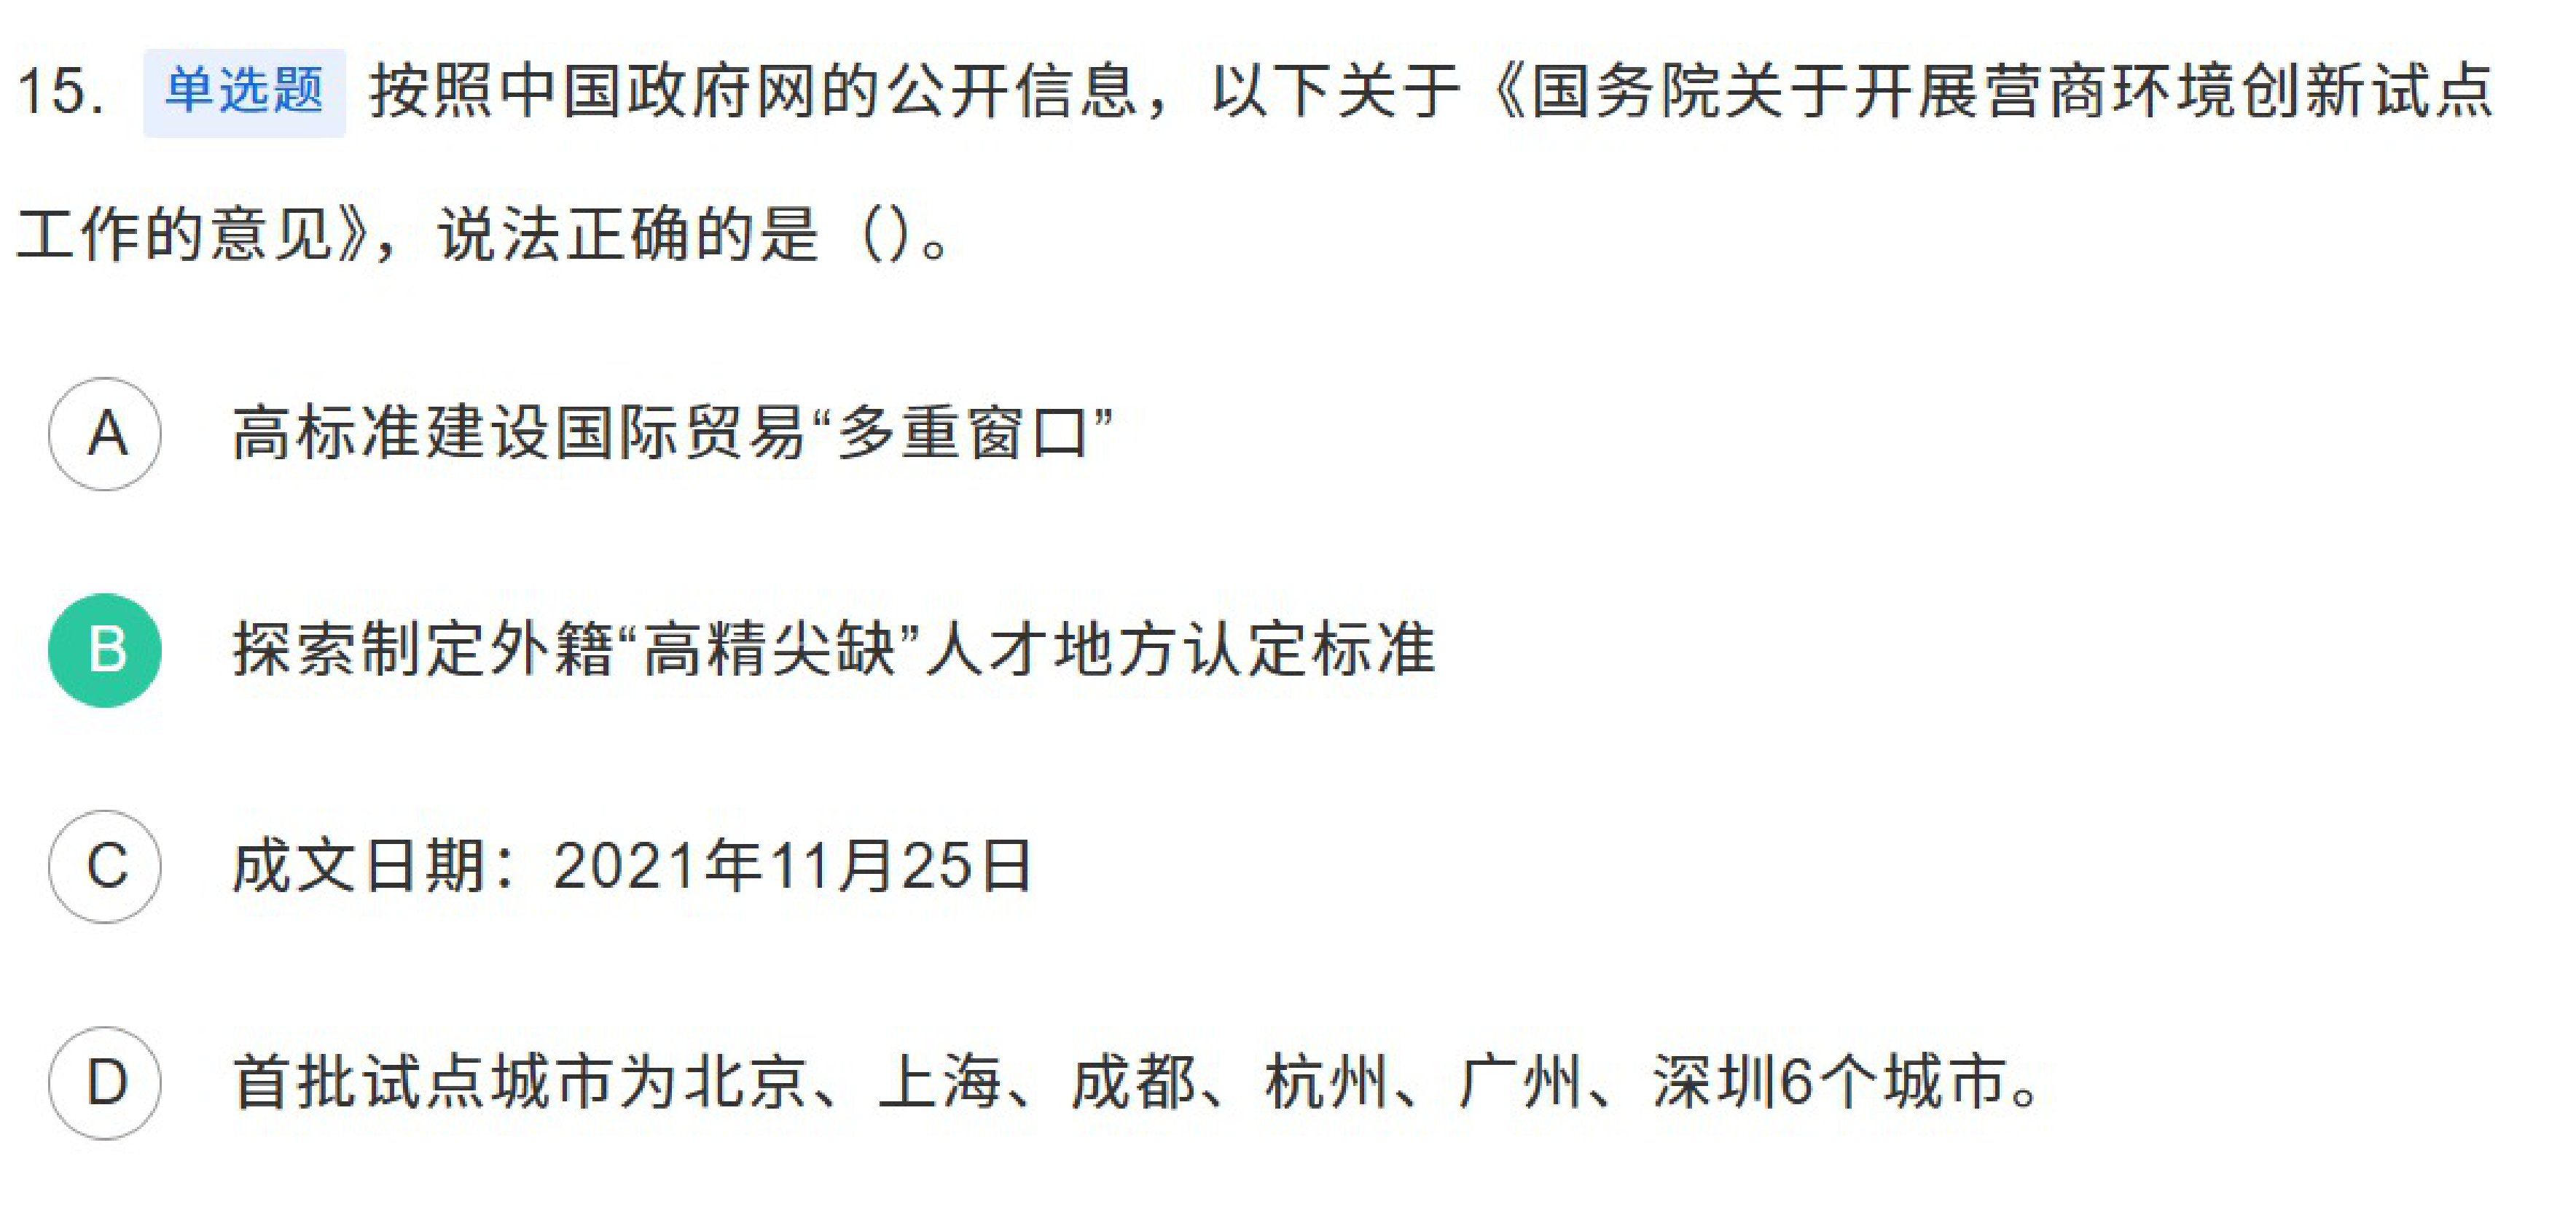 15. 单选题 按照中国政府网的公开信息，以下关于《国务院关于开展营商环境创新试点
工作的意见》，说法正确的是（）。
A 高标准建设国际贸易“多重窗口”
B 探索制定外籍“高精尖缺”人才地方认定标准
C 成文日期：2021年11月25日
D 首批试点城市为北京、上海、成都、杭州、广州、深圳6个城市。